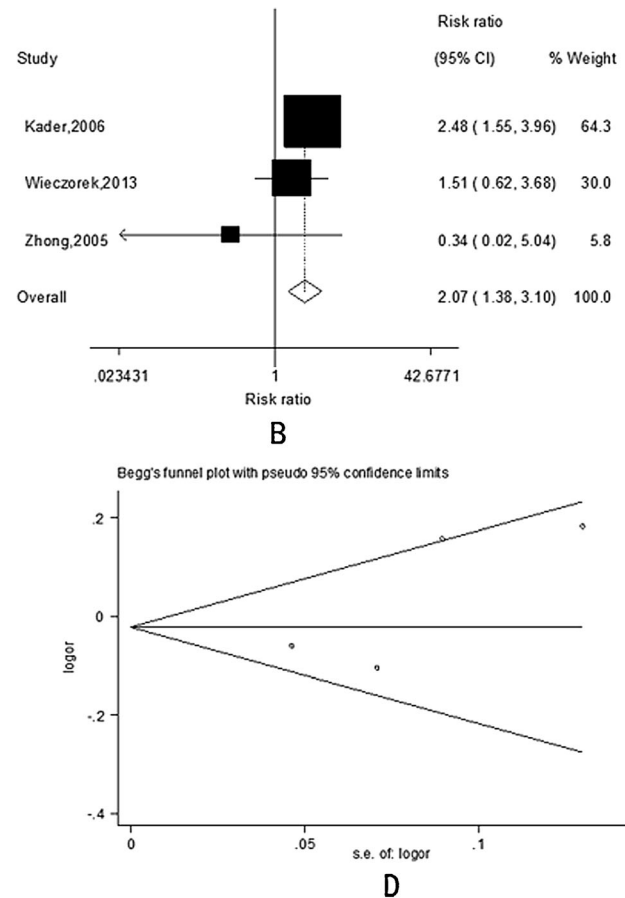 Risk ratio
Study (95% CI) % Weight
Kader,2006 2.48 ( 1.55, 3.96) 64.3
Wieczorek,2013 1.51 ( 0.62, 3.68) 30.0
Zhong,2005 0.34 ( 0.02, 5.04) 5.8
Overall 2.07 ( 1.38, 3.10) 100.0
.023431 1 42.6771
Risk ratio
B
Begg's funnel plot with pseudo 95% confidence limits
.2
0
-.2
-.4
logor
0 .05 .1
s.e. of: logor
D